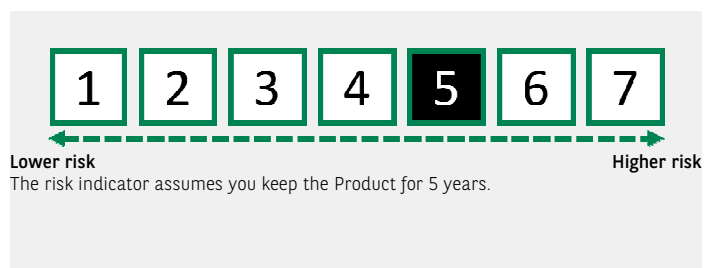 1 2 3 4 5 6 7
Lower risk Higher risk
The risk indicator assumes you keep the Product for 5 years.